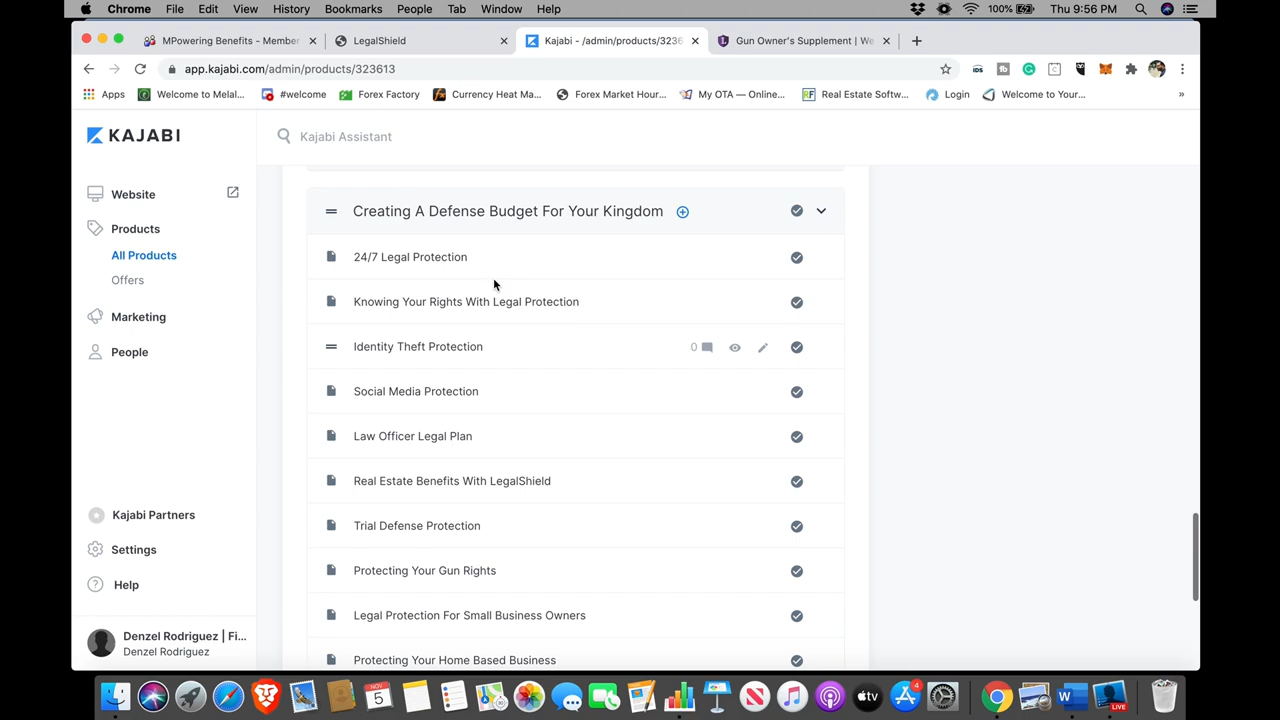 Chrome File Edit View History Bookmarks People Tab Window Help 100% Thu 9:56 PM
MPowering Benefits - Member LegalShield Kajabi - /admin/products/3236 Gun Owner's Supplement | We
app.kajabi.com/admin/products/323613
Apps Welcome to Melal... #welcome Forex Factory Currency Heat Ma... Forex Market Hour... My OTA — Online... Real Estate Softw... Login Welcome to Your... »
KAJABI
Kajabi Assistant
Website
Products
All Products
Offers
Marketing
People
Kajabi Partners
Settings
Help
Denzel Rodriguez | Fi...
Denzel Rodriguez
Creating A Defense Budget For Your Kingdom
24/7 Legal Protection
Knowing Your Rights With Legal Protection
Identity Theft Protection 0
Social Media Protection
Law Officer Legal Plan
Real Estate Benefits With LegalShield
Trial Defense Protection
Protecting Your Gun Rights
Legal Protection For Small Business Owners
Protecting Your Home Based Business
NOV
5
tv
4
W
LIVE